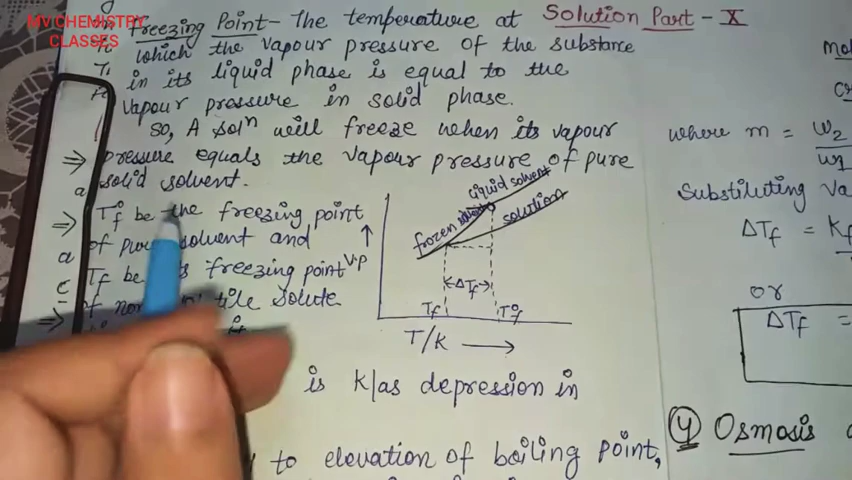 MV CHEMISTRY
CLASSES
Solution Part - X
Freezing Point - The temperature at
which the vapour pressure of the substance
in its liquid phase is equal to the
vapour pressure in solid phase.
so, A solⁿ will freeze when its vapour
⇒ pressure equals the vapour pressure of pure
solid solvent.
⇒ Tf° be the freezing point
of solvent and
Tf be freezing point
of solute
liquid solvent
frozen
solution
V.p
ΔTf
Tf Tf°
T/K →
is K/as depression in
to elevation of boiling point,
where m = W2
W1
Substituting
ΔTf = Kf
or
ΔTf =
(4) Osmosis